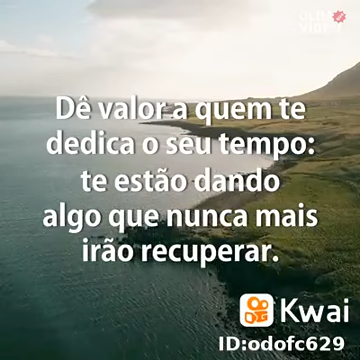 Dê valor a quem te
dedica o seu tempo:
te estão dando
algo que nunca mais
irão recuperar.
Kwai
ID:odofc629